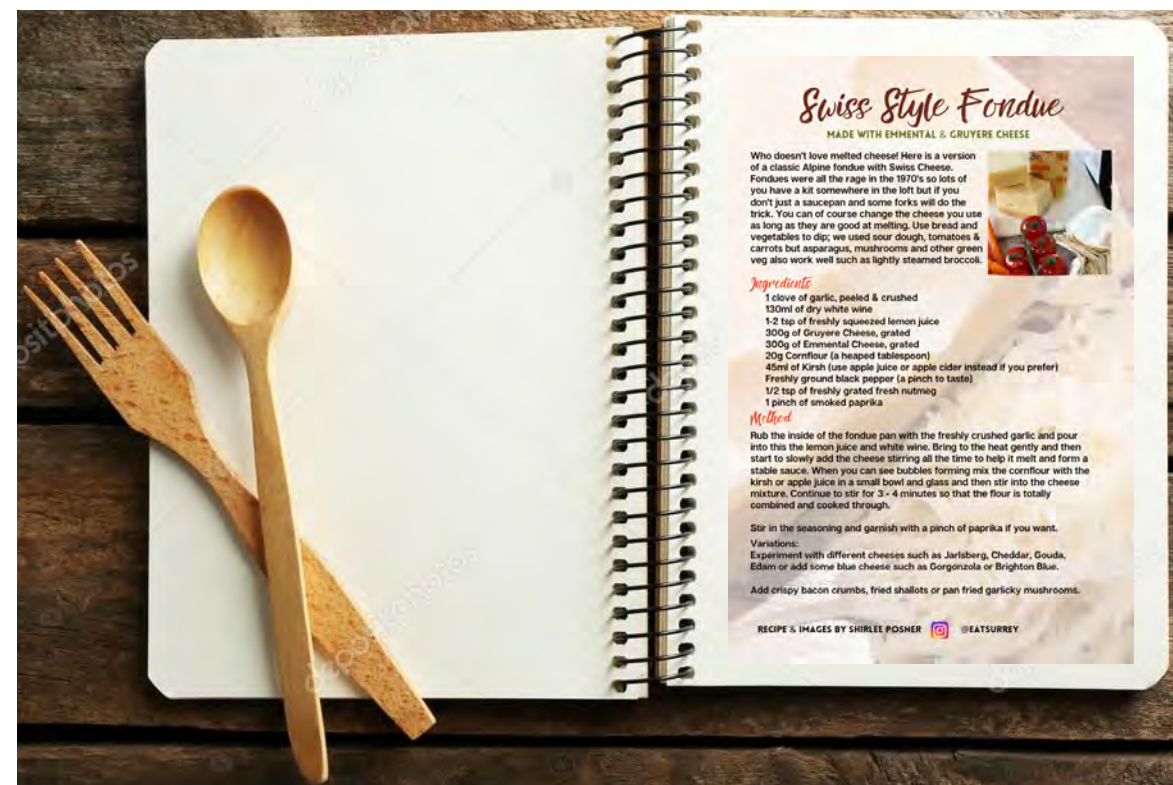 Swiss Style Fondue
MADE WITH EMMENTAL & GRUYERE CHEESE
Who doesn't love melted cheese! Here is a version
of a classic Alpine fondue with Swiss Cheese.
Fondues were all the rage in the 1970's so lots of
you have a kit somewhere in the loft but if you
don't just a saucepan and some forks will do the
trick. You can of course change the cheese you use
as long as they are good at melting. Use bread and
vegetables to dip; we used sour dough, tomatoes &
carrots but asparagus, mushrooms and other green
veg also work well such as lightly steamed broccoli.
Ingredients
1 clove of garlic, peeled & crushed
130ml of dry white wine
1-2 tsp of freshly squeezed lemon juice
300g of Gruyere Cheese, grated
300g of Emmental Cheese, grated
20g Cornflour (a heaped tablespoon)
45ml of Kirsh (use apple juice or apple cider instead if you prefer)
Freshly ground black pepper (a pinch to taste)
1/2 tsp of freshly grated fresh nutmeg
1 pinch of smoked paprika
Method
Rub the inside of the fondue pan with the freshly crushed garlic and pour
into this the lemon juice and white wine. Bring to the heat gently and then
start to slowly add the cheese stirring all the time to help it melt and form a
stable sauce. When you can see bubbles forming mix the cornflour with the
kirsh or apple juice in a small bowl and glass and then stir into the cheese
mixture. Continue to stir for 3 - 4 minutes so that the flour is totally
combined and cooked through.
Stir in the seasoning and garnish with a pinch of paprika if you want.
Variations:
Experiment with different cheeses such as Jarlsberg, Cheddar, Gouda,
Edam or add some blue cheese such as Gorgonzola or Brighton Blue.
Add crispy bacon crumbs, fried shallots or pan fried garlicky mushrooms.
RECIPE & IMAGES BY SHIRLEE POSNER @EATSURREY